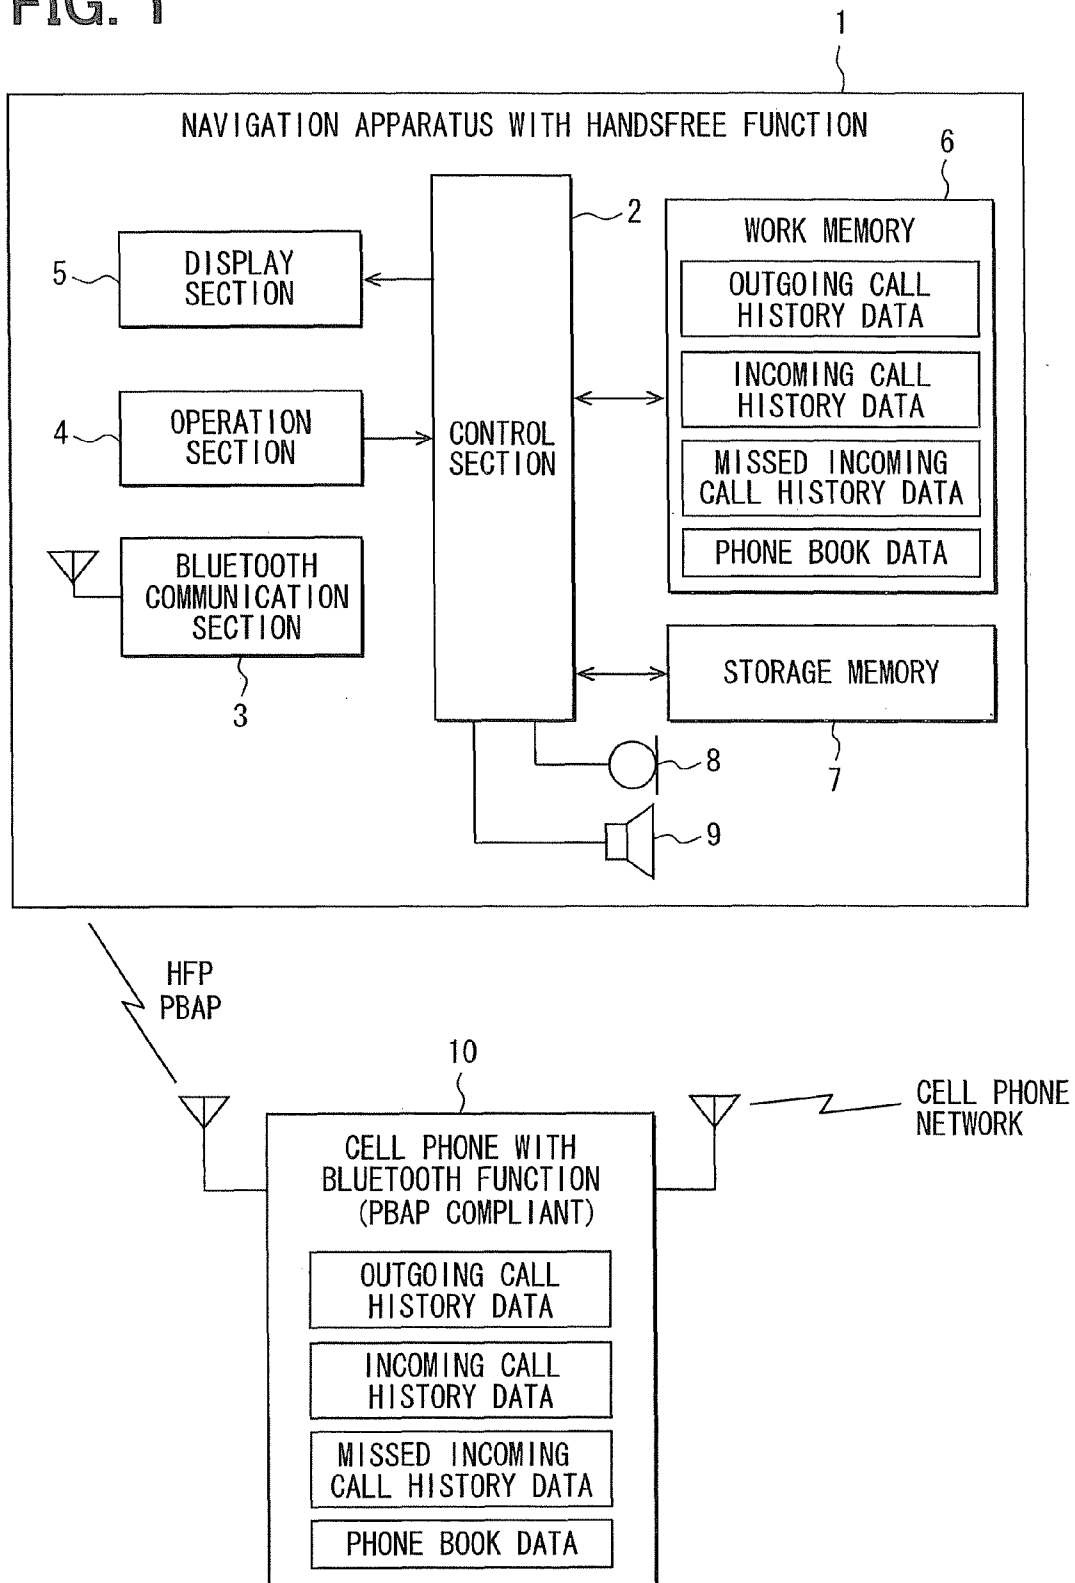 FIG. 1
1
NAVIGATION APPARATUS WITH HANDSFREE FUNCTION
6
2
WORK MEMORY
5
DISPLAY
SECTION
OUTGOING CALL
HISTORY DATA
INCOMING CALL
HISTORY DATA
4
OPERATION
SECTION
CONTROL
SECTION
MISSED INCOMING
CALL HISTORY DATA
PHONE BOOK DATA
BLUETOOTH
COMMUNICATION
SECTION
3
STORAGE MEMORY
7
8
9
HFP
PBAP
10
CELL PHONE
NETWORK
CELL PHONE WITH
BLUETOOTH FUNCTION
(PBAP COMPLIANT)
OUTGOING CALL
HISTORY DATA
INCOMING CALL
HISTORY DATA
MISSED INCOMING
CALL HISTORY DATA
PHONE BOOK DATA